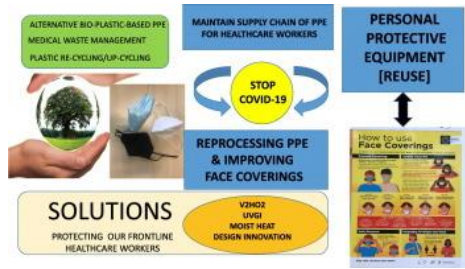 ALTERNATIVE BIO-PLASTIC-BASED PPE
MEDICAL WASTE MANAGEMENT
PLASTIC RE-CYCLING/UP-CYCLING
MAINTAIN SUPPLY CHAIN OF PPE
FOR HEALTHCARE WORKERS
PERSONAL
PROTECTIVE
EQUIPMENT
[REUSE]
STOP
COVID-19
REPROCESSING PPE
& IMPROVING
FACE COVERINGS
How to use
Face Coverings
SOLUTIONS
PROTECTING OUR FRONTLINE
HEALTHCARE WORKERS
V2HO2
UVGI
MOIST HEAT
DESIGN INNOVATION